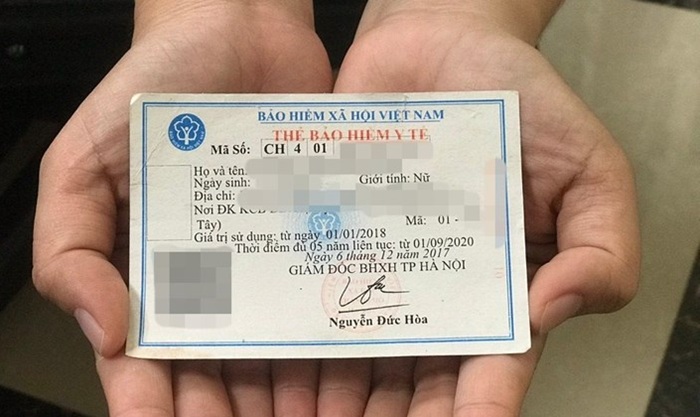 BẢO HIỂM XÃ HỘI VIỆT NAM
THẺ BẢO HIỂM Y TẾ
Mã Số: CH 4 01
Họ và tên:
Ngày sinh: Giới tính: Nữ
Địa chỉ:
Nơi ĐK KCB
Tây) Mã: 01 -
Giá trị sử dụng: từ ngày 01/01/2018
Thời điểm đủ 05 năm liên tục: từ 01/09/2020
Ngày 6 tháng 12 năm 2017
GIÁM ĐỐC BHXH TP HÀ NỘI
Nguyễn Đức Hòa